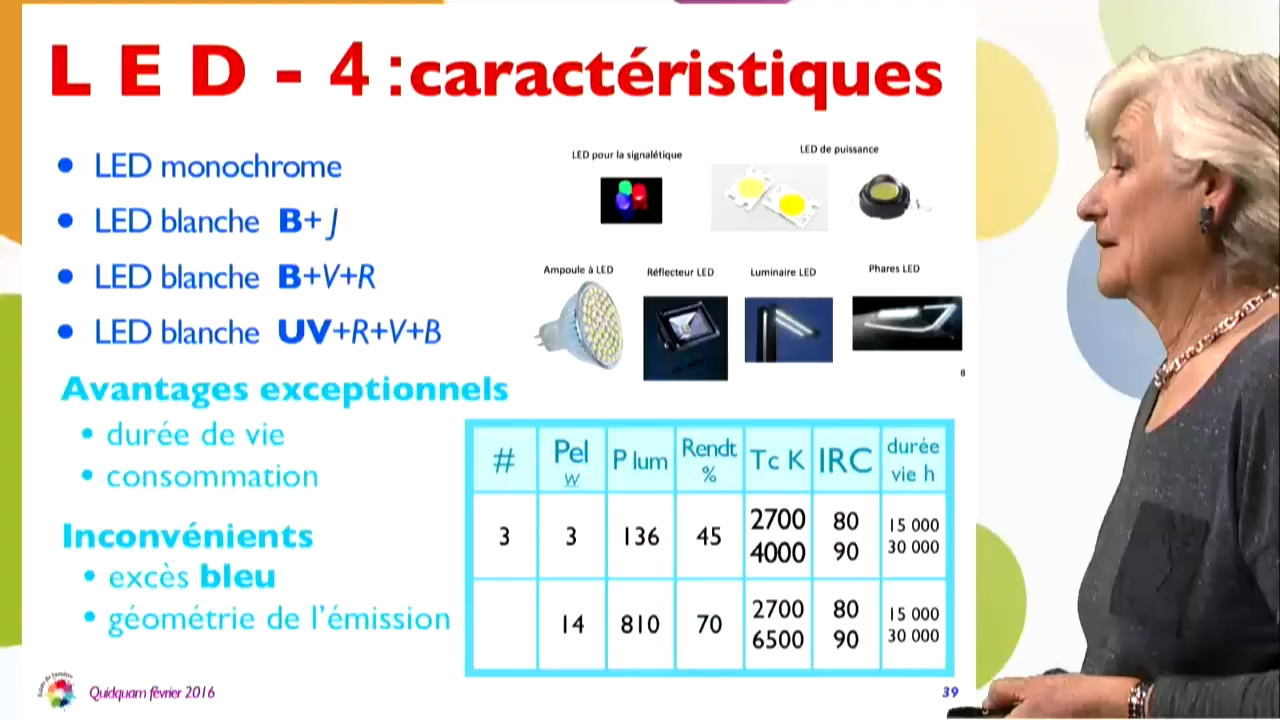 L E D - 4 :caractéristiques
• LED monochrome
• LED blanche B+J
• LED blanche B+V+R
• LED blanche UV+R+V+B
Avantages exceptionnels
• durée de vie
• consommation
Inconvénients
• excès bleu
• géométrie de l'émission
LED pour la signalétique
LED de puissance
Ampoule à LED
Réflecteur LED
Luminaire LED
Phares LED
8
# Pel W P lum Rendt % Tc K IRC durée vie h
3 3 136 45 2700 4000 80 90 15 000 30 000
14 810 70 2700 6500 80 90 15 000 30 000
Quidquam février 2016
39